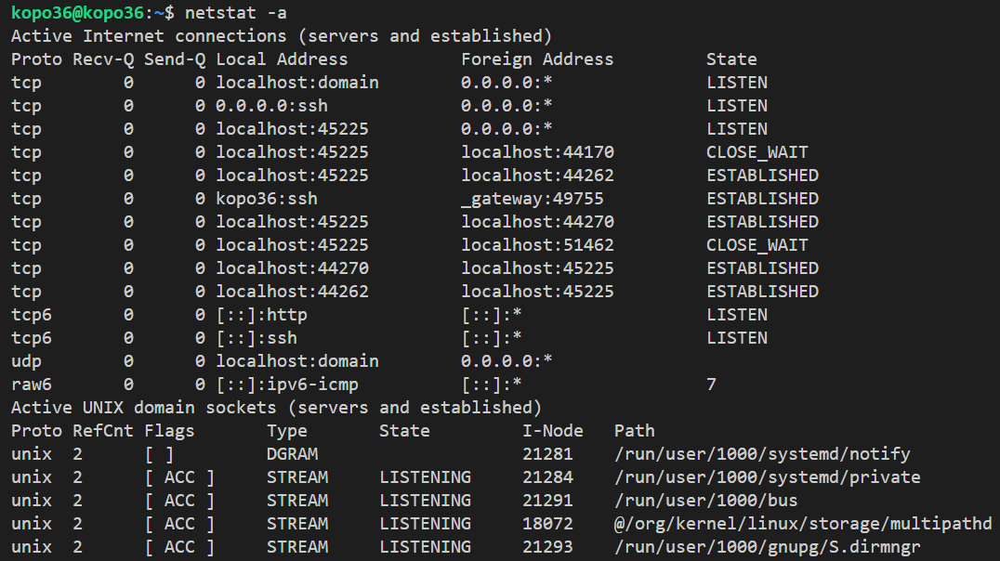 kopo36@kopo36:~$ netstat -a
Active Internet connections (servers and established)
Proto Recv-Q Send-Q Local Address           Foreign Address         State
tcp        0      0 localhost:domain        0.0.0.0:*               LISTEN
tcp        0      0 0.0.0.0:ssh             0.0.0.0:*               LISTEN
tcp        0      0 localhost:45225         0.0.0.0:*               LISTEN
tcp        0      0 localhost:45225         localhost:44170         CLOSE_WAIT
tcp        0      0 localhost:45225         localhost:44262         ESTABLISHED
tcp        0      0 kopo36:ssh              _gateway:49755          ESTABLISHED
tcp        0      0 localhost:45225         localhost:44270         ESTABLISHED
tcp        0      0 localhost:45225         localhost:51462         CLOSE_WAIT
tcp        0      0 localhost:44270         localhost:45225         ESTABLISHED
tcp        0      0 localhost:44262         localhost:45225         ESTABLISHED
tcp6       0      0 [::]:http               [::]:*                  LISTEN
tcp6       0      0 [::]:ssh                [::]:*                  LISTEN
udp        0      0 localhost:domain        0.0.0.0:*
raw6       0      0 [::]:ipv6-icmp          [::]:*                  7
Active UNIX domain sockets (servers and established)
Proto RefCnt Flags       Type       State         I-Node   Path
unix  2      [ ]         DGRAM                    21281    /run/user/1000/systemd/notify
unix  2      [ ACC ]     STREAM     LISTENING     21284    /run/user/1000/systemd/private
unix  2      [ ACC ]     STREAM     LISTENING     21291    /run/user/1000/bus
unix  2      [ ACC ]     STREAM     LISTENING     18072    @/org/kernel/linux/storage/multipathd
unix  2      [ ACC ]     STREAM     LISTENING     21293    /run/user/1000/gnupg/S.dirmngr